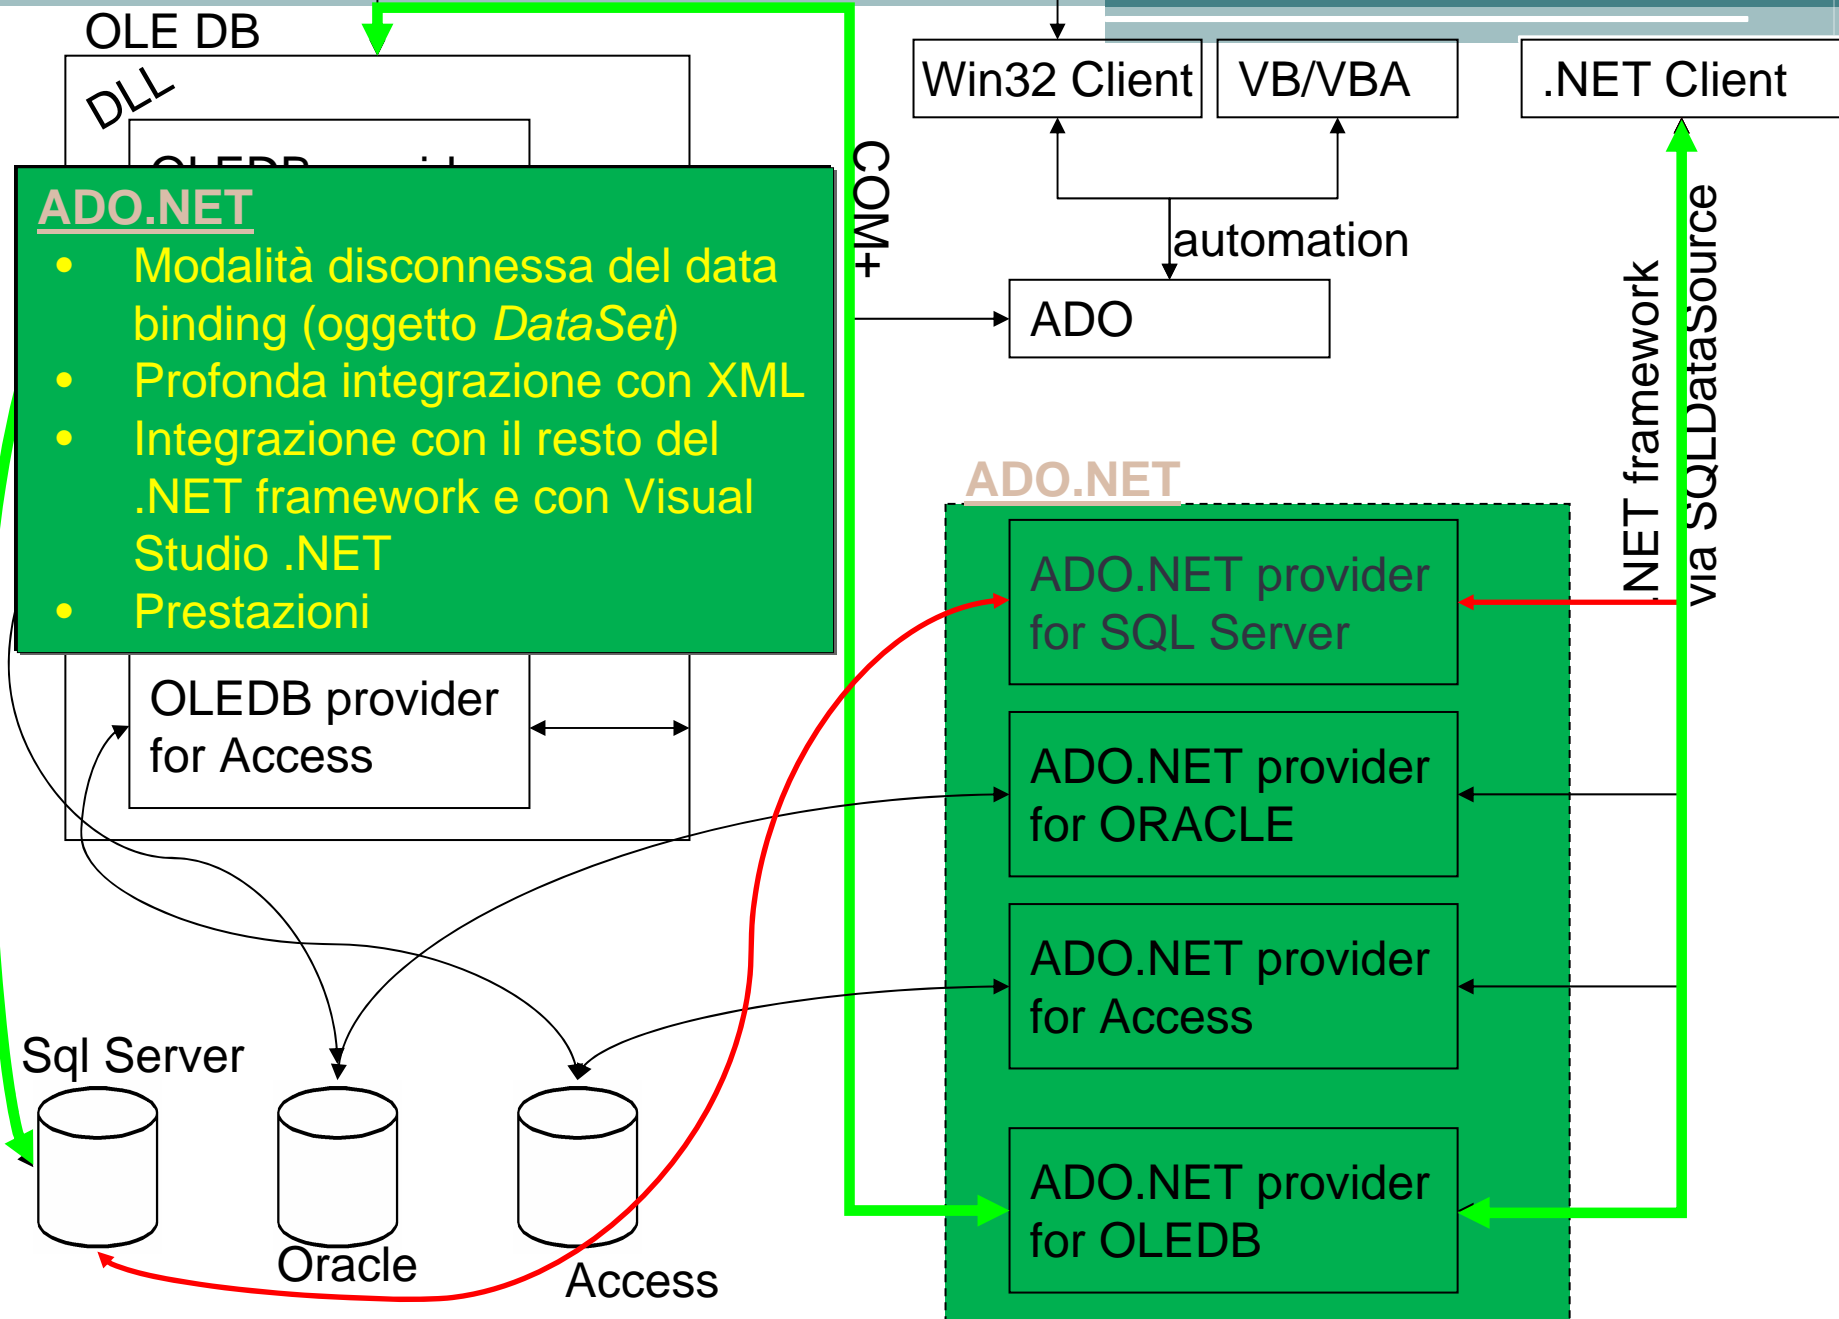 OLE DB
DLL
Win32 Client
VB/VBA
.NET Client
COM+
automation
ADO
.NET framework
via SQLDataSource
ADO.NET
• Modalità disconnessa del data
binding (oggetto DataSet)
• Profonda integrazione con XML
• Integrazione con il resto del
.NET framework e con Visual
Studio .NET
• Prestazioni
OLEDB provider
for Access
ADO.NET
ADO.NET provider
for SQL Server
ADO.NET provider
for ORACLE
ADO.NET provider
for Access
ADO.NET provider
for OLEDB
Sql Server
Oracle
Access